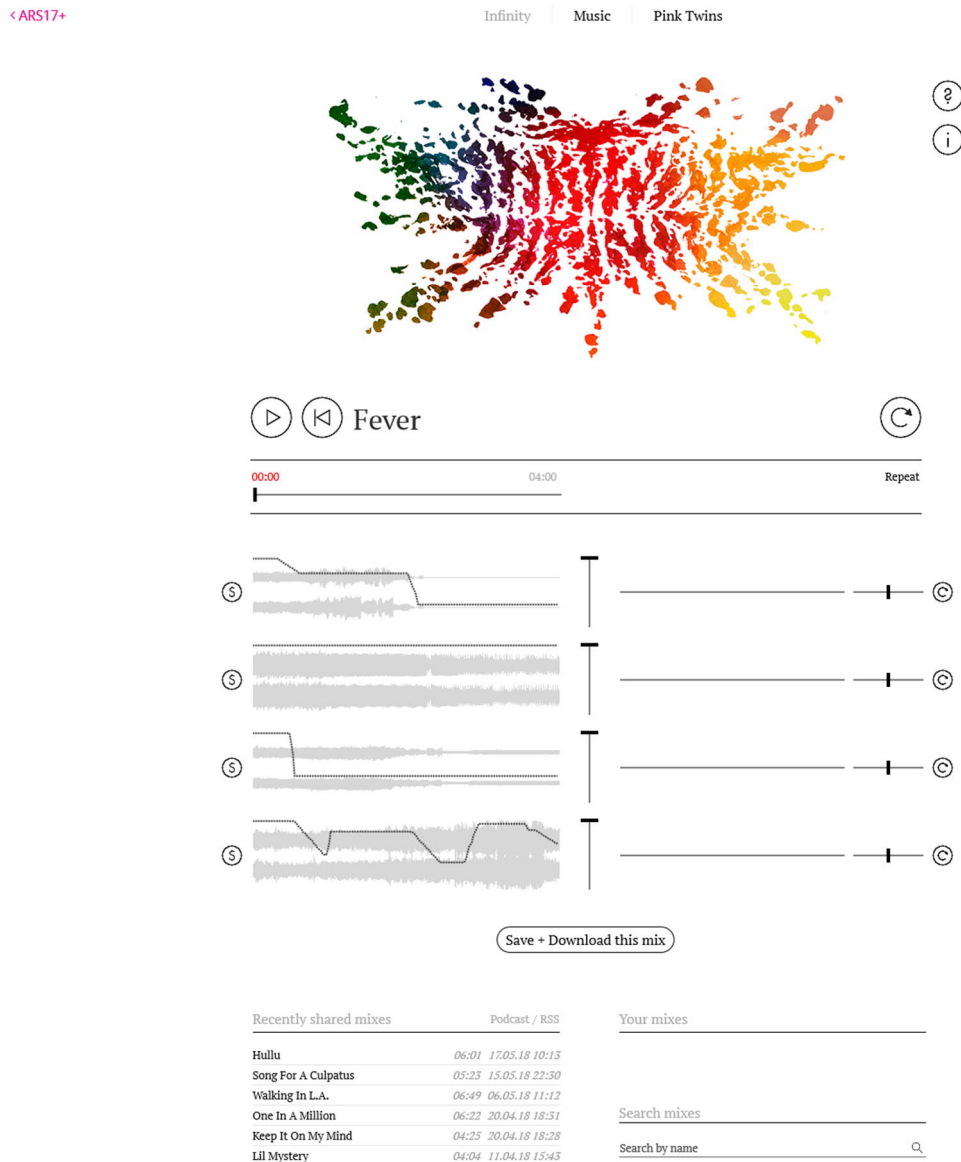 < ARS17+
Infinity Music Pink Twins
?
i
Fever
00:00 04:00 Repeat
S
S
S
S
Save + Download this mix
Recently shared mixes Podcast / RSS
Hullu 06:01 17.05.18 10:13
Song For A Culpatus 05:23 15.05.18 22:30
Walking In L.A. 06:49 06.05.18 11:12
One In A Million 06:22 20.04.18 18:31
Keep It On My Mind 04:25 20.04.18 18:28
Lil Mystery 04:04 11.04.18 15:43
Your mixes
Search mixes
Search by name